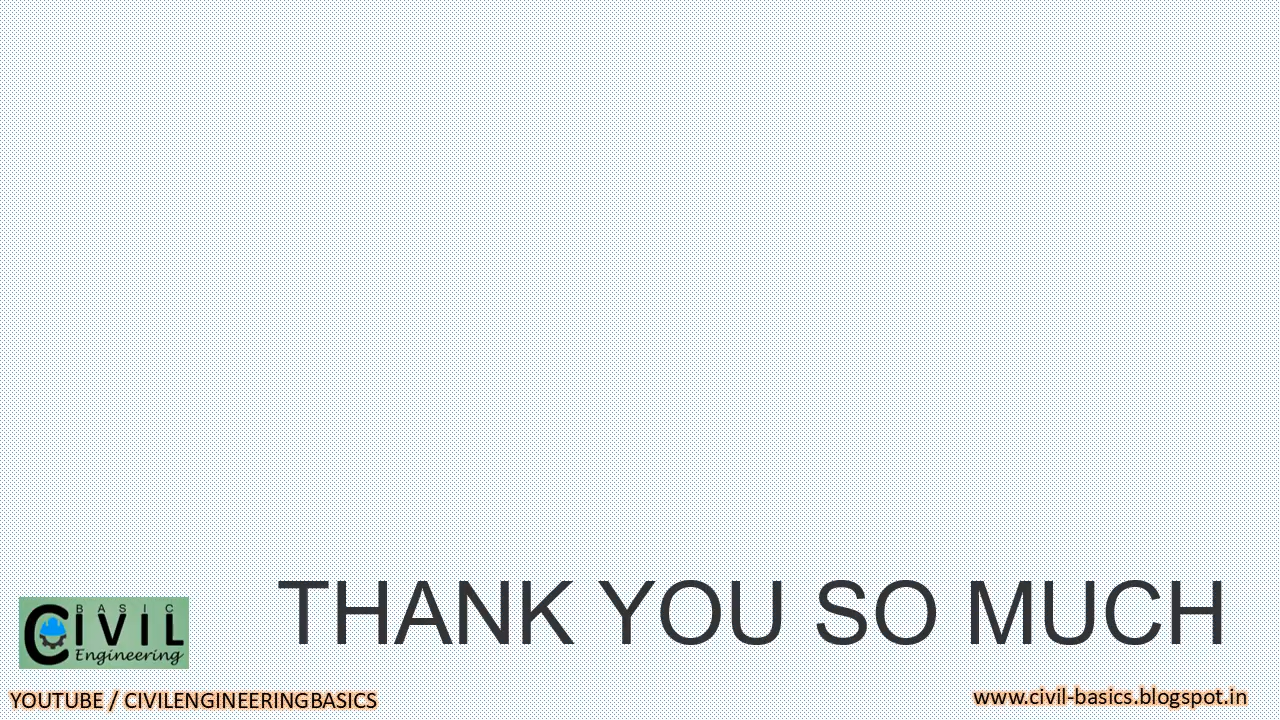 THANK YOU SO MUCH
BASIC
CIVIL
Engineering
YOUTUBE / CIVILENGINEERINGBASICS
www.civil-basics.blogspot.in